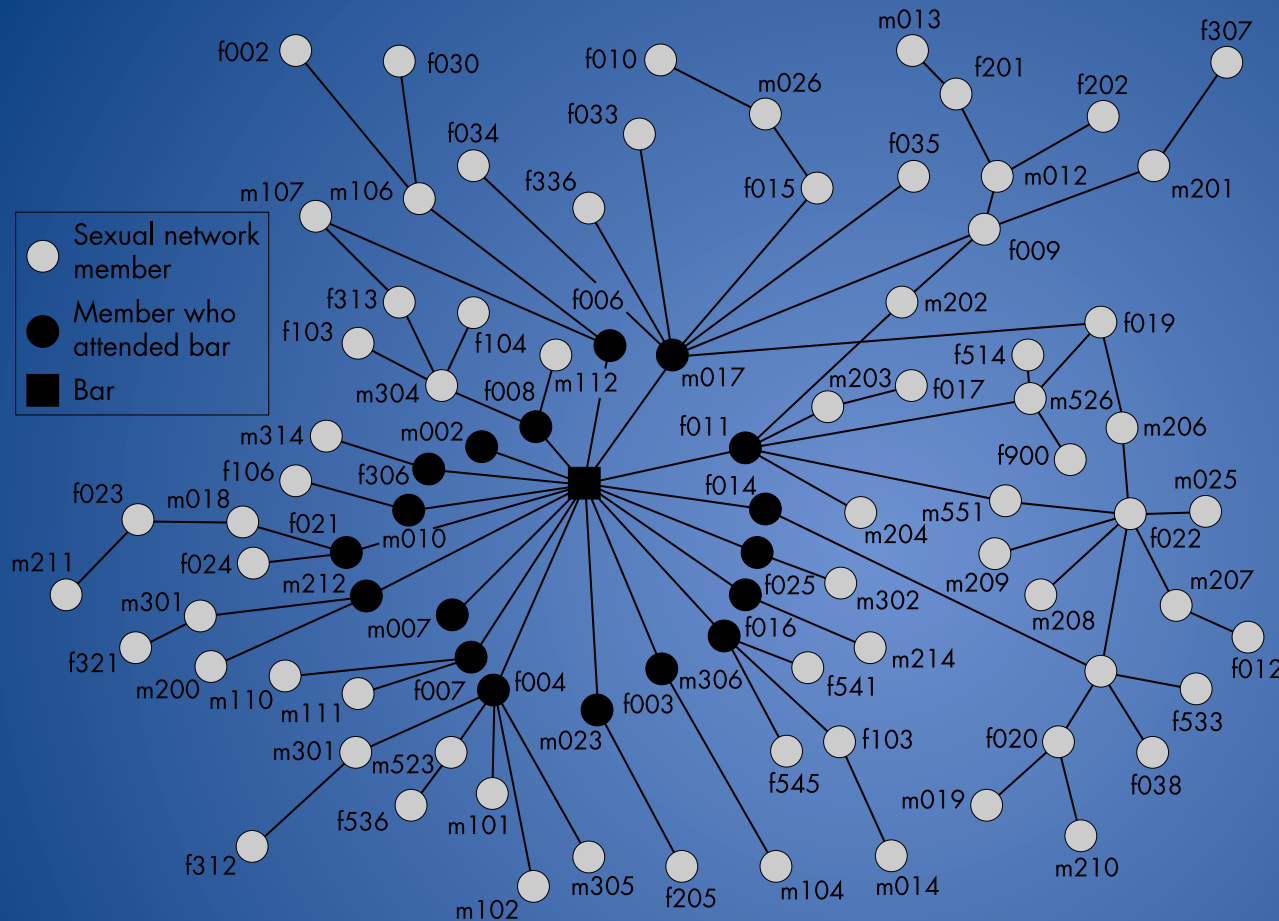 m013
f307
f002
f030
f010
f201
m026
f202
f034
f033
f035
m107
m106
f336
f015
m012
m201
Sexual network
member
Member who
attended bar
Bar
f009
f006
f313
m202
f019
f103
f104
m112
m017
f514
m203
f017
m304
f008
m526
m314
m002
f011
m206
f306
f900
f106
f014
m025
f023
m018
f021
m010
m204
m551
f022
m211
f024
m212
f025
m209
m207
m301
m302
m007
f016
m208
f321
m214
f012
m200
m110
f007
f004
f003
m306
f541
m111
f533
m023
m301
m523
f103
f020
f545
f038
f536
m101
m019
f312
m305
m104
m014
m210
m102
f205